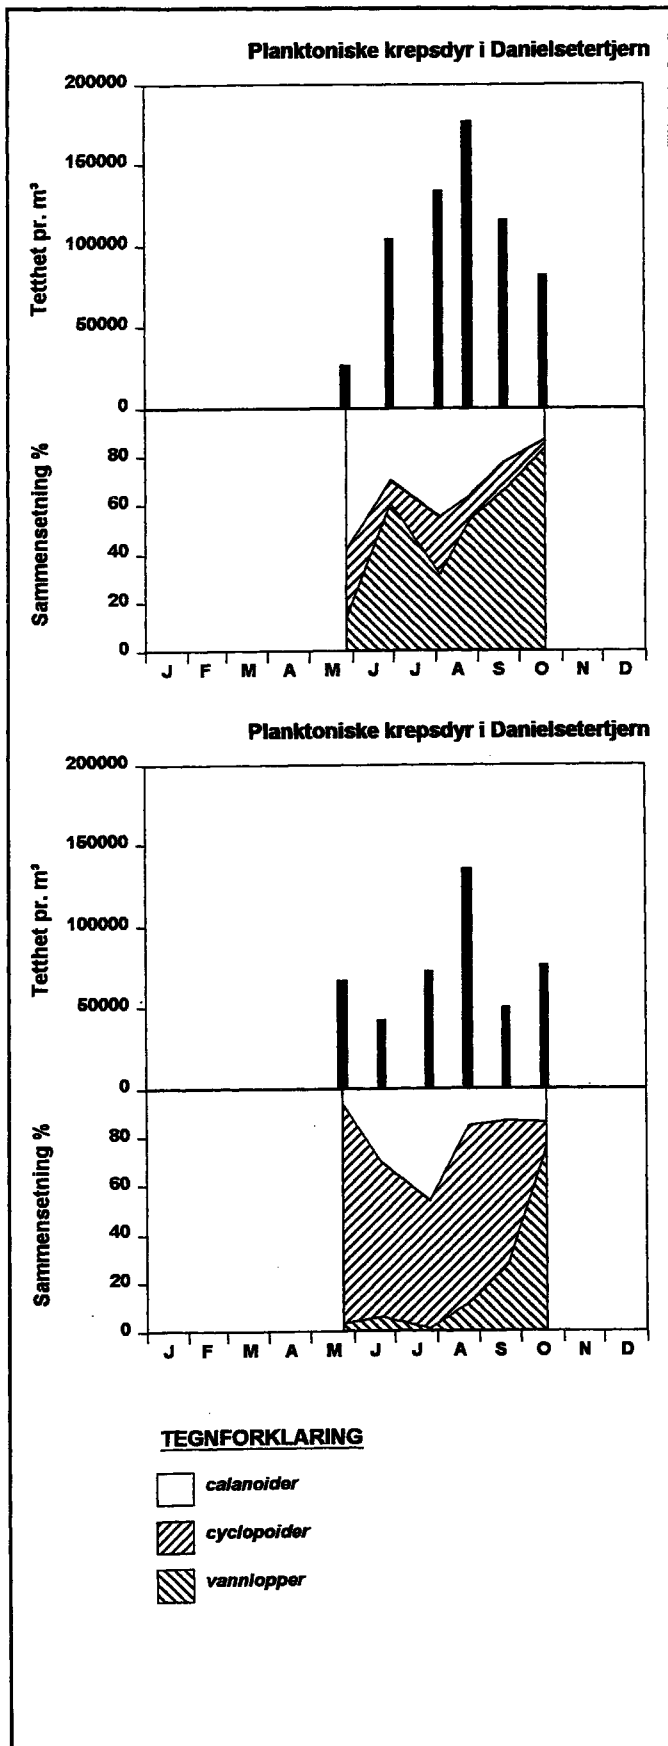 Planktoniske krepsdyr i Danielsetertjern
200000
150000
100000
50000
0
Tetthet pr. m³
80
60
40
20
0
Sammensetning %
J F M A M J J A S O N D
Planktoniske krepsdyr i Danielsetertjern
200000
150000
100000
50000
0
Tetthet pr. m³
80
60
40
20
0
Sammensetning %
J F M A M J J A S O N D
TEGNFORKLARING
calanoider
cyclopoider
vannlopper